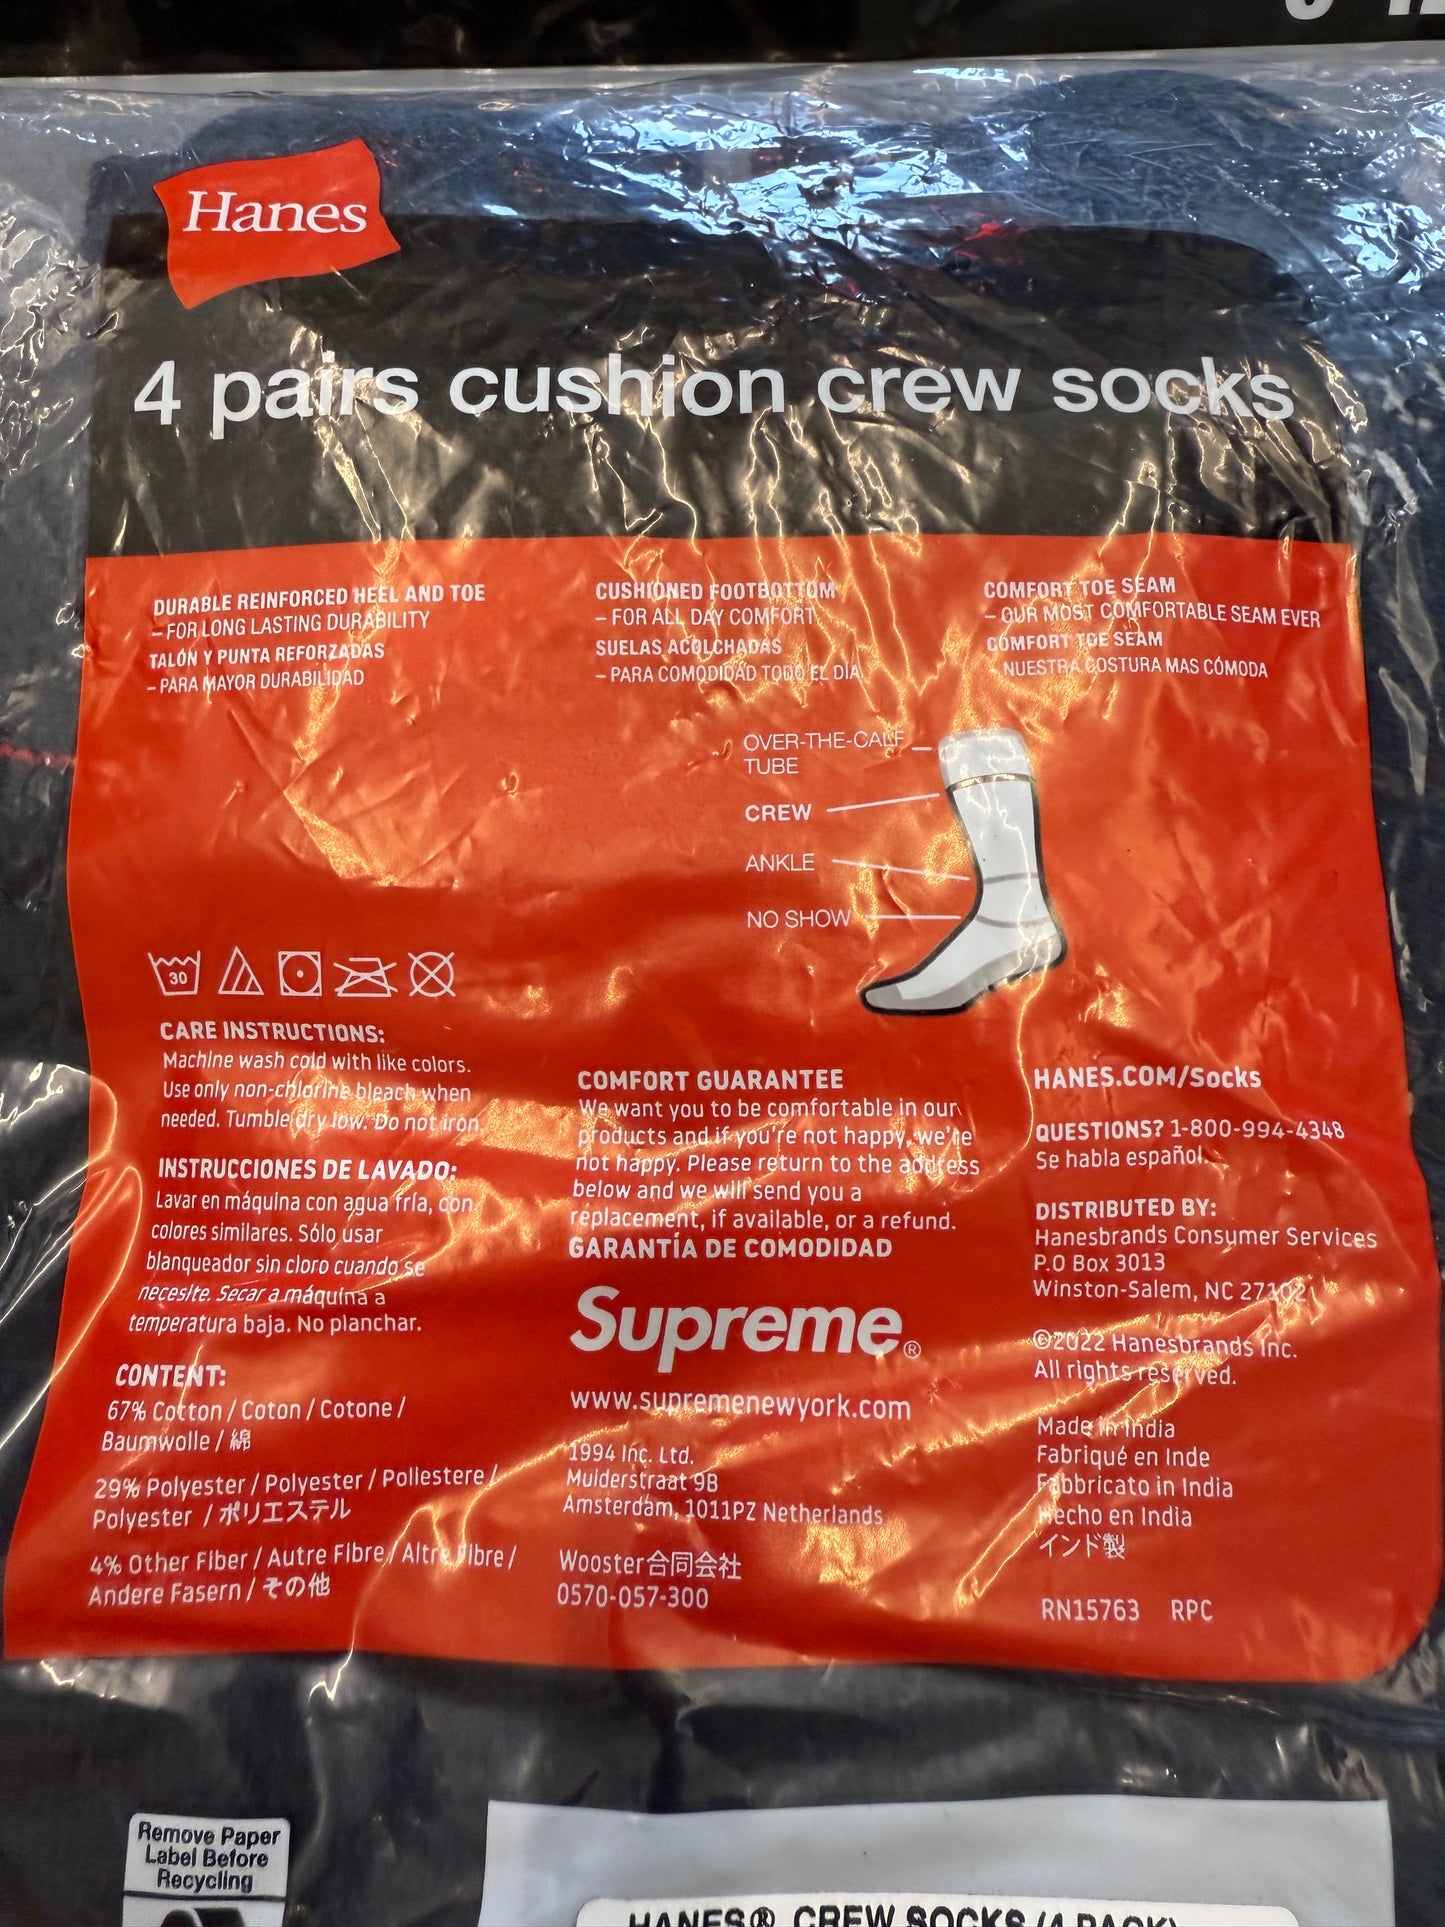 Hanes
4 pairs cushion crew socks
DURABLE REINFORCED HEEL AND TOE
– FOR LONG LASTING DURABILITY
TALÓN Y PUNTA REFORZADAS
– PARA MAYOR DURABILIDAD
CUSHIONED FOOTBOTTOM
– FOR ALL DAY COMFORT
SUELAS ACOLCHADAS
– PARA COMODIDAD TODO EL DÍA
COMFORT TOE SEAM
– OUR MOST COMFORTABLE SEAM EVER
COMFORT TOE SEAM
NUESTRA COSTURA MAS CÓMODA
OVER-THE-CALF
TUBE
CREW
ANKLE
NO SHOW
30
CARE INSTRUCTIONS:
Machine wash cold with like colors.
Use only non-chlorine bleach when
needed. Tumble dry low. Do not iron.
INSTRUCCIONES DE LAVADO:
Lavar en máquina con agua fría, con
colores similares. Sólo usar
blanqueador sin cloro cuando se
necesite. Secar a máquina a
temperatura baja. No planchar.
CONTENT:
67% Cotton / Coton / Cotone /
Baumwolle / 綿
29% Polyester / Polyester / Poliestere /
Polyester / ポリエステル
4% Other Fiber / Autre Fibre / Altre Fibre /
Andere Fasern / その他
COMFORT GUARANTEE
We want you to be comfortable in our
products and if you're not happy, we're
not happy. Please return to the address
below and we will send you a
replacement, if available, or a refund.
GARANTÍA DE COMODIDAD
Supreme®
www.supremenewyork.com
1994 Inc. Ltd.
Muiderstraat 9B
Amsterdam, 1011PZ Netherlands
Wooster合同会社
0570-057-300
HANES.COM/Socks
QUESTIONS? 1-800-994-4348
Se habla español.
DISTRIBUTED BY:
Hanesbrands Consumer Services
P.O Box 3013
Winston-Salem, NC 27102
©2022 Hanesbrands Inc.
All rights reserved.
Made in India
Fabriqué en Inde
Fabbricato in India
Hecho en India
インド製
RN15763 RPC
Remove Paper
Label Before
Recycling
HANES® CREW SOCKS (4 PACK)